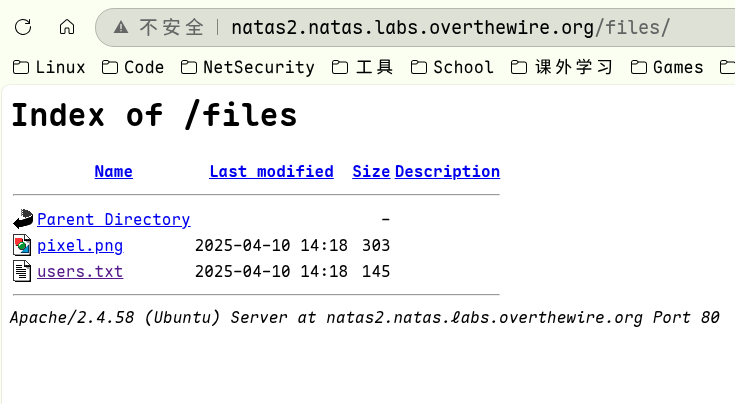 不安全 natas2.natas.labs.overthewire.org/files/
Linux Code NetSecurity 工具 School 课外学习 Games
Index of /files
Name Last modified Size Description
Parent Directory -
pixel.png 2025-04-10 14:18 303
users.txt 2025-04-10 14:18 145
Apache/2.4.58 (Ubuntu) Server at natas2.natas.labs.overthewire.org Port 80